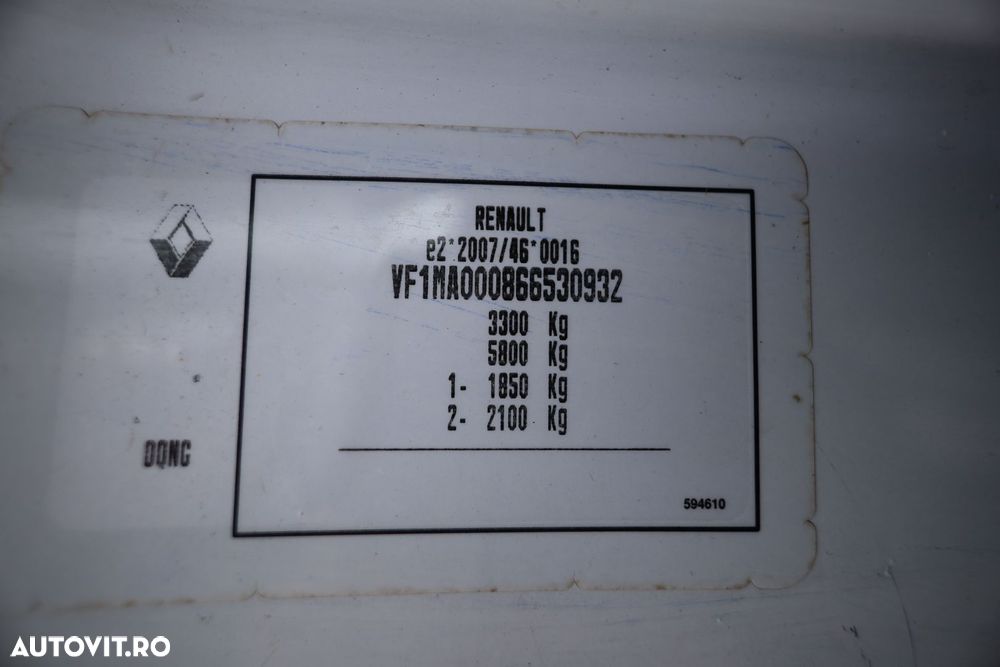 RENAULT
e2*2007/46*0016
VF1MA000866530932
3300 Kg
5800 Kg
1- 1850 Kg
2- 2100 Kg
OQNG
594610
AUTOVIT.RO